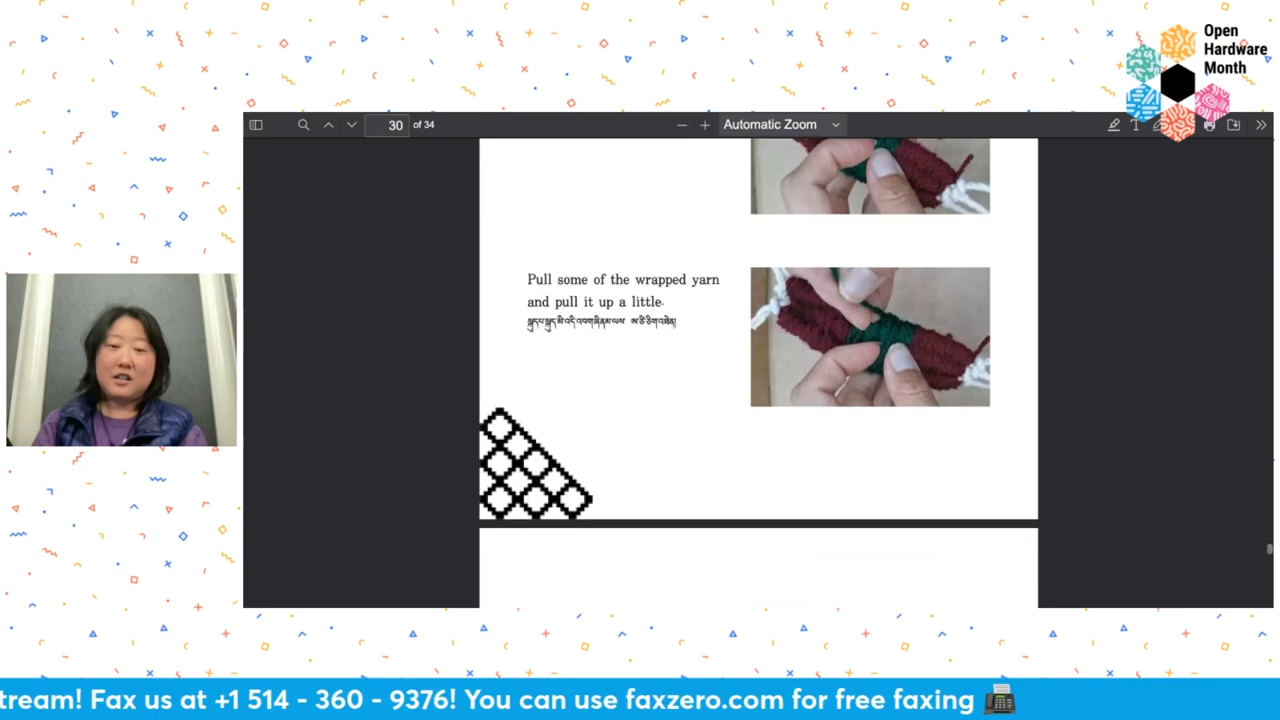 Open
Hardware
Month
30 of 34
Automatic Zoom
Pull some of the wrapped yarn
and pull it up a little.
tream! Fax us at +1 514 - 360 - 9376! You can use faxzero.com for free faxing